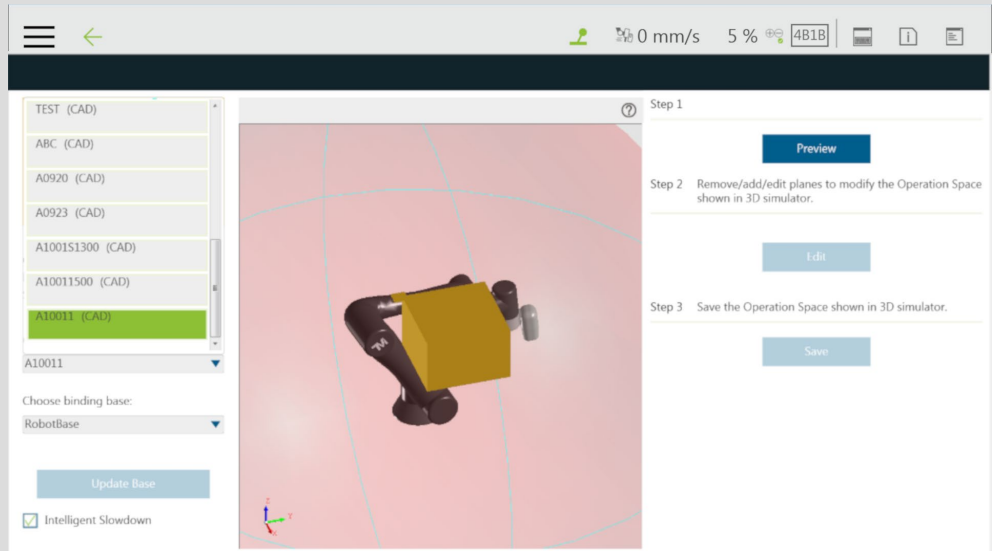 0 mm/s 5 % 4B1B
TEST (CAD)
ABC (CAD)
A0920 (CAD)
A0923 (CAD)
A1001S1300 (CAD)
A10011500 (CAD)
A10011 (CAD)
A10011
Choose binding base:
RobotBase
Update Base
Intelligent Slowdown
TM
Z
Y
X
Step 1
Preview
Step 2 Remove/add/edit planes to modify the Operation Space
shown in 3D simulator.
Edit
Step 3 Save the Operation Space shown in 3D simulator.
Save